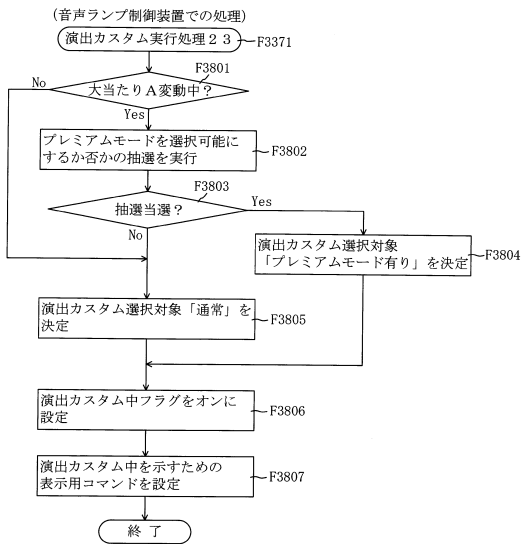 (音声ランプ制御装置での処理)
演出カスタム実行処理23
F3371
F3801
No
大当たりA変動中?
Yes
プレミアムモードを選択可能に
するか否かの抽選を実行
F3802
F3803
抽選当選?
Yes
No
演出カスタム選択対象
「プレミアムモード有り」を決定
F3804
演出カスタム選択対象「通常」を
決定
F3805
演出カスタム中フラグをオンに
設定
F3806
演出カスタム中を示すための
表示用コマンドを設定
F3807
終了